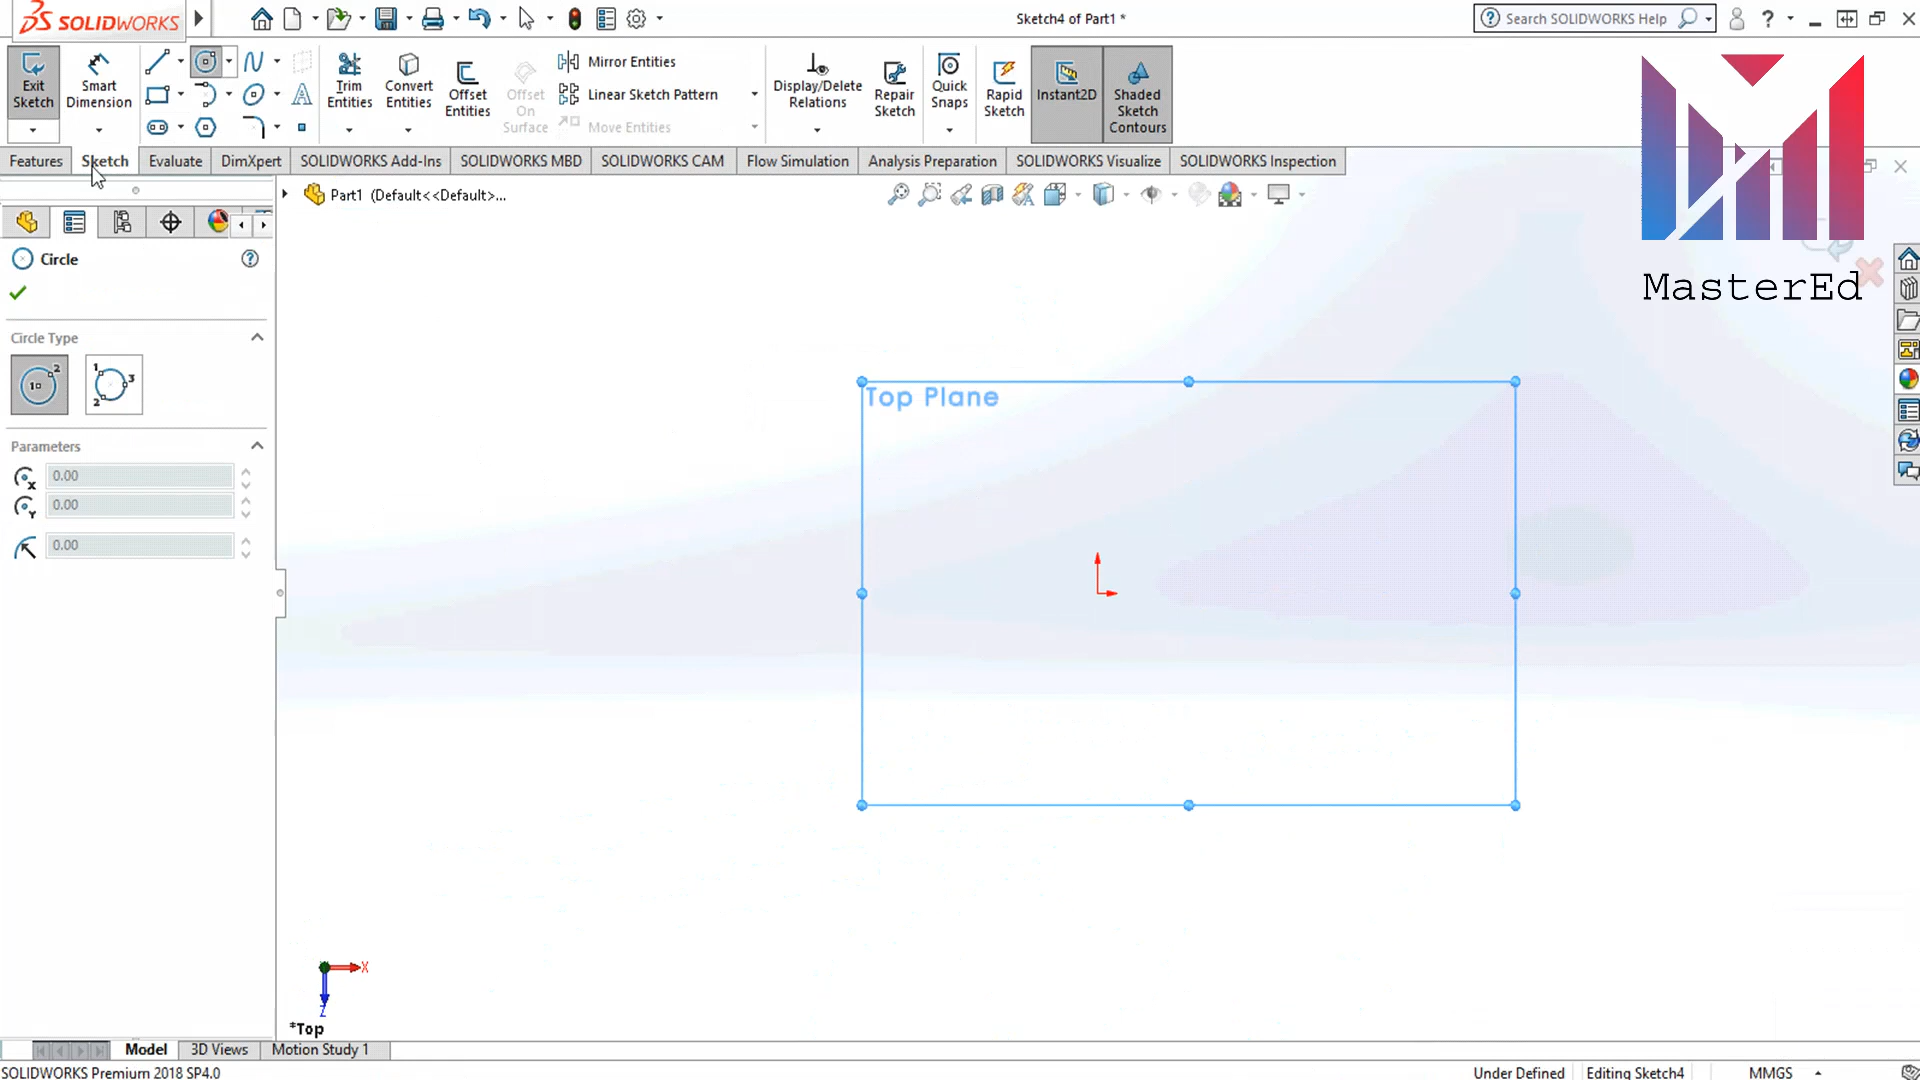 SOLIDWORKS
Sketch4 of Part1 *
Search SOLIDWORKS Help
?
Exit Sketch
Smart Dimension
Trim Entities
Convert Entities
Offset Entities
Offset On Surface
Mirror Entities
Linear Sketch Pattern
Move Entities
Display/Delete Relations
Repair Sketch
Quick Snaps
Rapid Sketch
Instant2D
Shaded Sketch Contours
Features
Sketch
Evaluate
DimXpert
SOLIDWORKS Add-Ins
SOLIDWORKS MBD
SOLIDWORKS CAM
Flow Simulation
Analysis Preparation
SOLIDWORKS Visualize
SOLIDWORKS Inspection
MasterEd
Part1 (Default<<Default>...
Circle
?
Circle Type
Parameters
0.00
0.00
0.00
Top Plane
X
Z
*Top
Model
3D Views
Motion Study 1
SOLIDWORKS Premium 2018 SP4.0
Under Defined
Editing Sketch4
MMGS